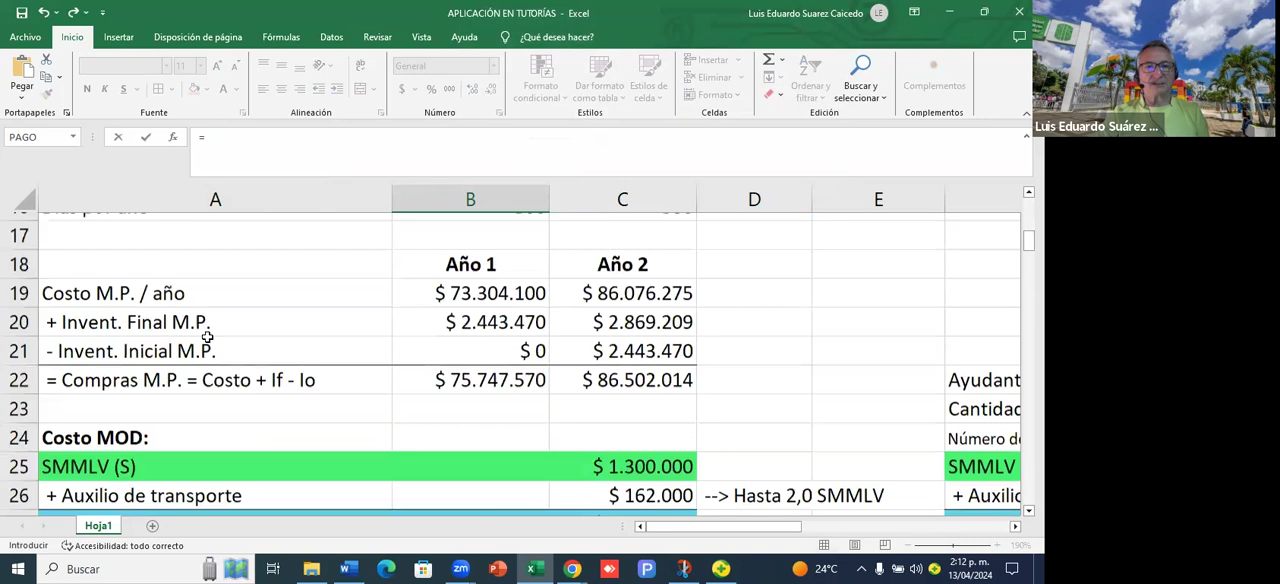 APLICACIÓN EN TUTORÍAS - Excel
Luis Eduardo Suarez Caicedo
LE
Archivo Inicio Insertar Disposición de página Fórmulas Datos Revisar Vista Ayuda ¿Qué desea hacer?
Pegar
11
N K S
General
$ % 000
Formato condicional
Dar formato como tabla
Estilos de celda
Insertar
Eliminar
Formato
Ordenar y filtrar
Buscar y seleccionar
Complementos
Portapapeles Fuente Alineación Número Estilos Celdas Edición Complementos
Luis Eduardo Suárez ...
PAGO fx =
A B C D E
17
18 Año 1 Año 2
19 Costo M.P. / año $ 73.304.100 $ 86.076.275
20 + Invent. Final M.P. $ 2.443.470 $ 2.869.209
21 - Invent. Inicial M.P. $ 0 $ 2.443.470
22 = Compras M.P. = Costo + If - Io $ 75.747.570 $ 86.502.014 Ayudant
23 Cantidad
24 Costo MOD: Número de
25 SMMLV (S) $ 1.300.000 SMMLV
26 + Auxilio de transporte $ 162.000 --> Hasta 2,0 SMMLV + Auxilio
Hoja1
Introducir Accesibilidad: todo correcto 190%
Buscar
24°C
2:12 p. m.
13/04/2024